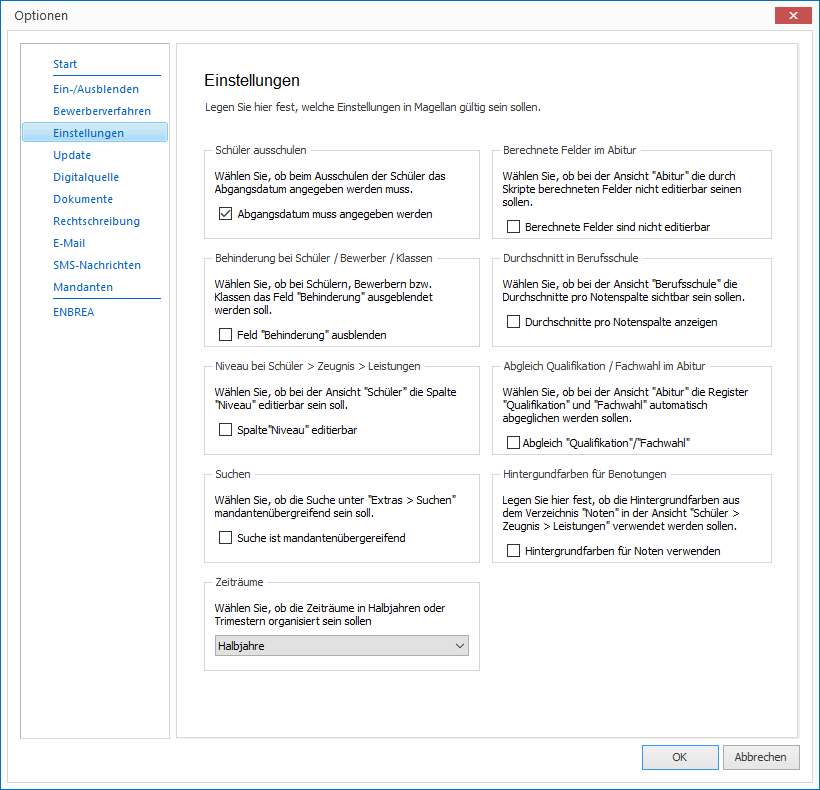 Optionen
Start
Ein-/Ausblenden
Bewerberverfahren
Einstellungen
Update
Digitalquelle
Dokumente
Rechtschreibung
E-Mail
SMS-Nachrichten
Mandanten
ENBREA
Einstellungen
Legen Sie hier fest, welche Einstellungen in Magellan gültig sein sollen.
Schüler ausschulen
Wählen Sie, ob beim Ausschulen der Schüler das
Abgangsdatum angegeben werden muss.
Abgangsdatum muss angegeben werden
Berechnete Felder im Abitur
Wählen Sie, ob bei der Ansicht "Abitur" die durch
Skripte berechneten Felder nicht editierbar seinen
sollen.
Berechnete Felder sind nicht editierbar
Behinderung bei Schüler / Bewerber / Klassen
Wählen Sie, ob bei Schülern, Bewerbern bzw.
Klassen das Feld "Behinderung" ausgeblendet
werden soll.
Feld "Behinderung" ausblenden
Durchschnitt in Berufsschule
Wählen Sie, ob bei der Ansicht "Berufsschule" die
Durchschnitte pro Notenspalte sichtbar sein sollen.
Durchschnitte pro Notenspalte anzeigen
Niveau bei Schüler > Zeugnis > Leistungen
Wählen Sie, ob bei der Ansicht "Schüler" die Spalte
"Niveau" editierbar sein soll.
Spalte"Niveau" editierbar
Abgleich Qualifikation / Fachwahl im Abitur
Wählen Sie, ob bei der Ansicht "Abitur" die Register
"Qualifikation" und "Fachwahl" automatisch
abgeglichen werden sollen.
Abgleich "Qualifikation"/"Fachwahl"
Suchen
Wählen Sie, ob die Suche unter "Extras > Suchen"
mandantenübergreifend sein soll.
Suche ist mandantenübergereifend
Hintergrundfarben für Benotungen
Legen Sie hier fest, ob die Hintergrundfarben aus
dem Verzeichnis "Noten" in der Ansicht "Schüler >
Zeugnis > Leistungen" verwendet werden sollen.
Hintergrundfarben für Noten verwenden
Zeiträume
Wählen Sie, ob die Zeiträume in Halbjahren oder
Trimestern organisiert sein sollen
Halbjahre
OK
Abbrechen